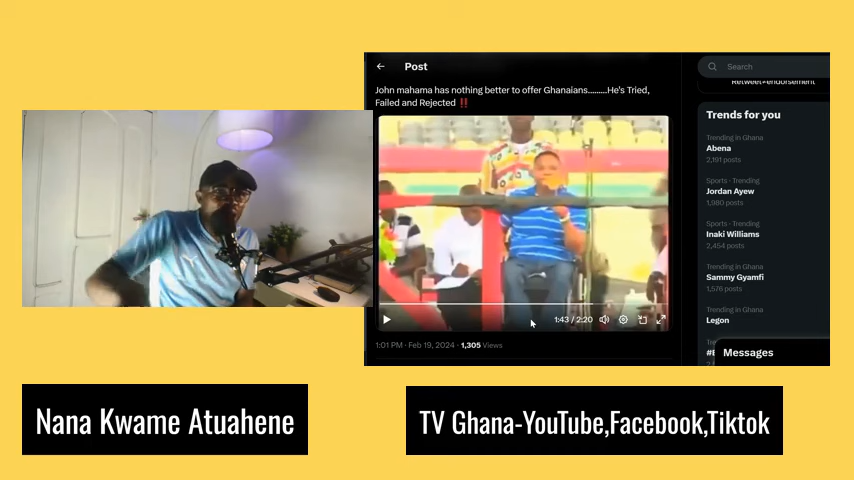 Post
John mahama has nothing better to offer Ghanaians.........He's Tried,
Failed and Rejected ‼️
1:43 / 2:20
1:01 PM · Feb 19, 2024 · 1,305 Views
Search
Retweet=endorsement
Trends for you
Trending in Ghana
Abena
2,191 posts
Sports · Trending
Jordan Ayew
1,980 posts
Sports · Trending
Inaki Williams
2,454 posts
Trending in Ghana
Sammy Gyamfi
1,576 posts
Trending in Ghana
Legon
Messages
Nana Kwame Atuahene
TV Ghana-YouTube,Facebook,Tiktok